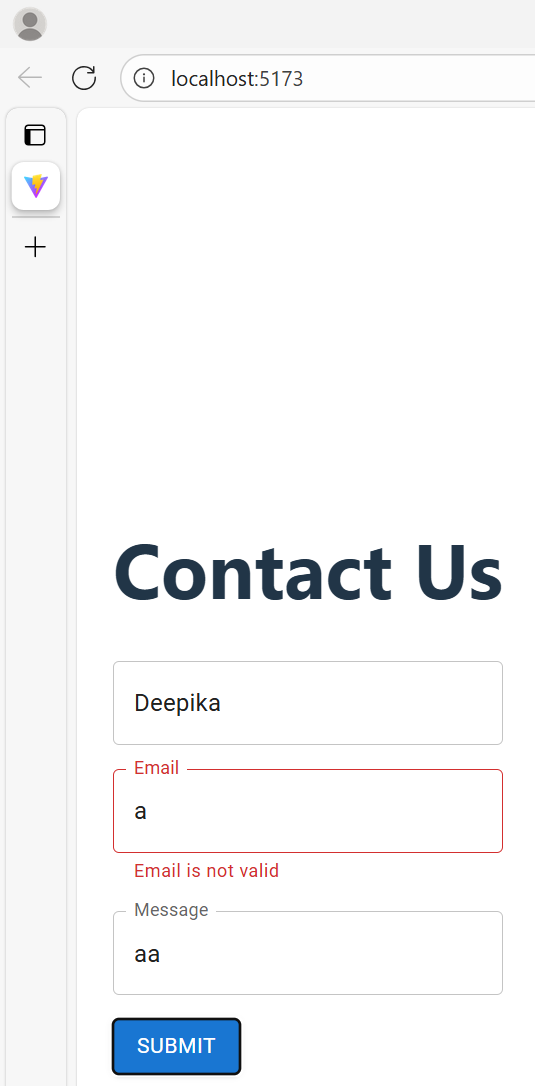 localhost:5173
Contact Us
Deepika
Email
a
Email is not valid
Message
aa
SUBMIT